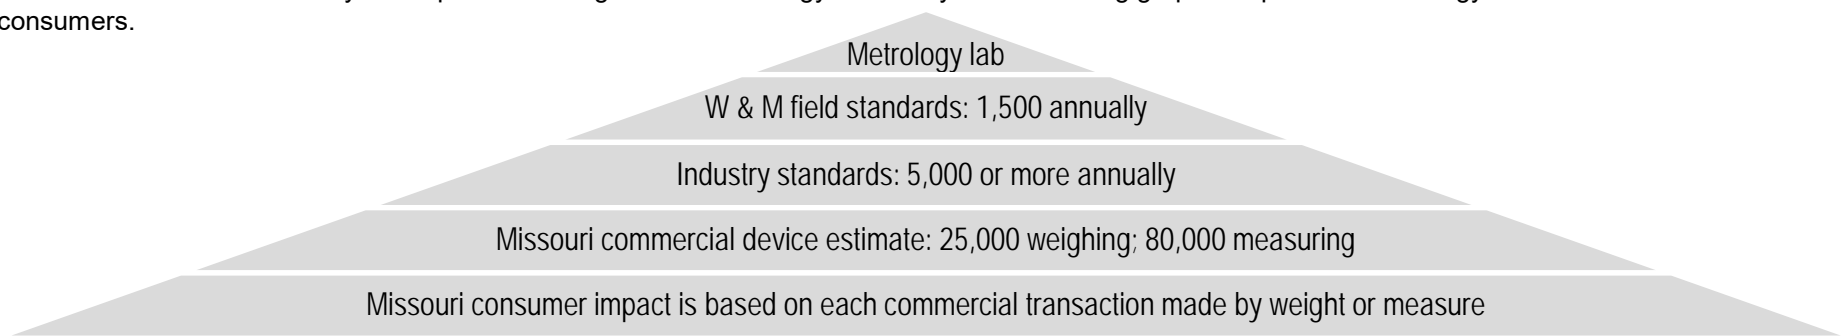 consumers.
Metrology lab
W & M field standards: 1,500 annually
Industry standards: 5,000 or more annually
Missouri commercial device estimate: 25,000 weighing; 80,000 measuring
Missouri consumer impact is based on each commercial transaction made by weight or measure